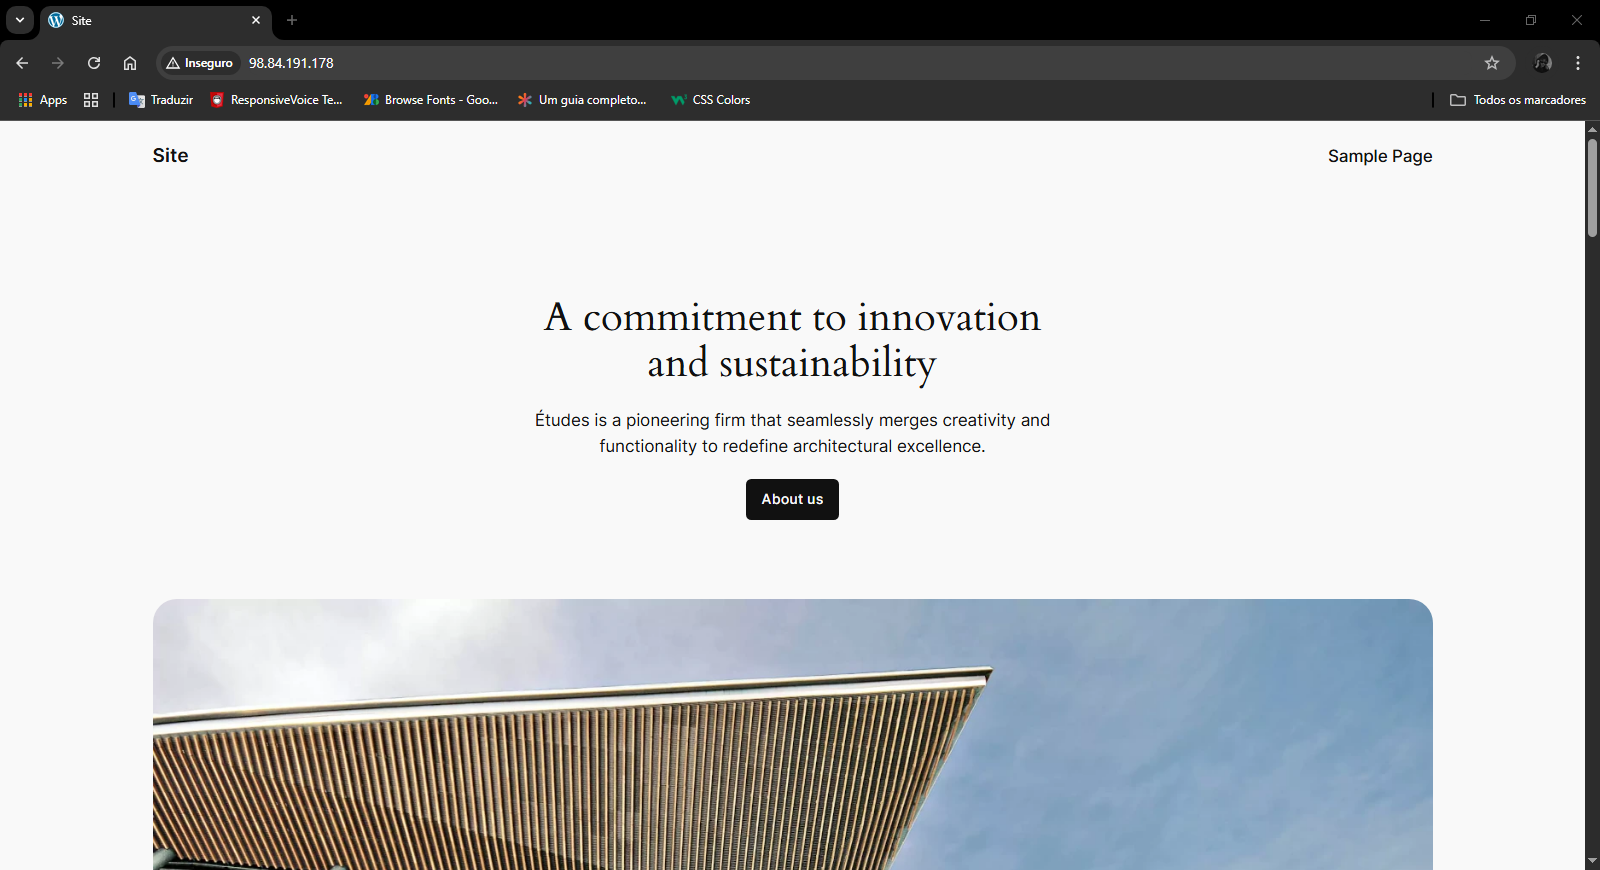 Site
Inseguro 98.84.191.178
Apps Traduzir ResponsiveVoice Te... Browse Fonts - Goo... Um guia completo... CSS Colors Todos os marcadores
Site Sample Page
A commitment to innovation
and sustainability
Études is a pioneering firm that seamlessly merges creativity and
functionality to redefine architectural excellence.
About us